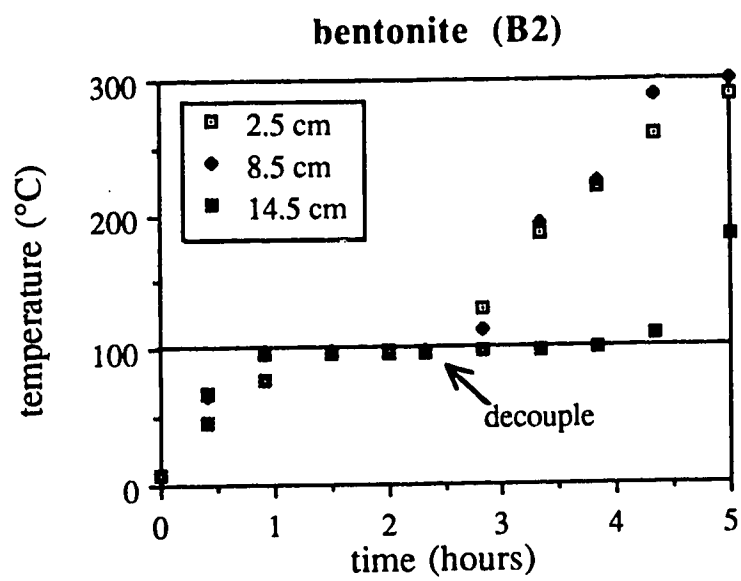 bentonite (B2)
300
2.5 cm
8.5 cm
14.5 cm
200
100
0
temperature (°C)
decouple
0 1 2 3 4 5
time (hours)